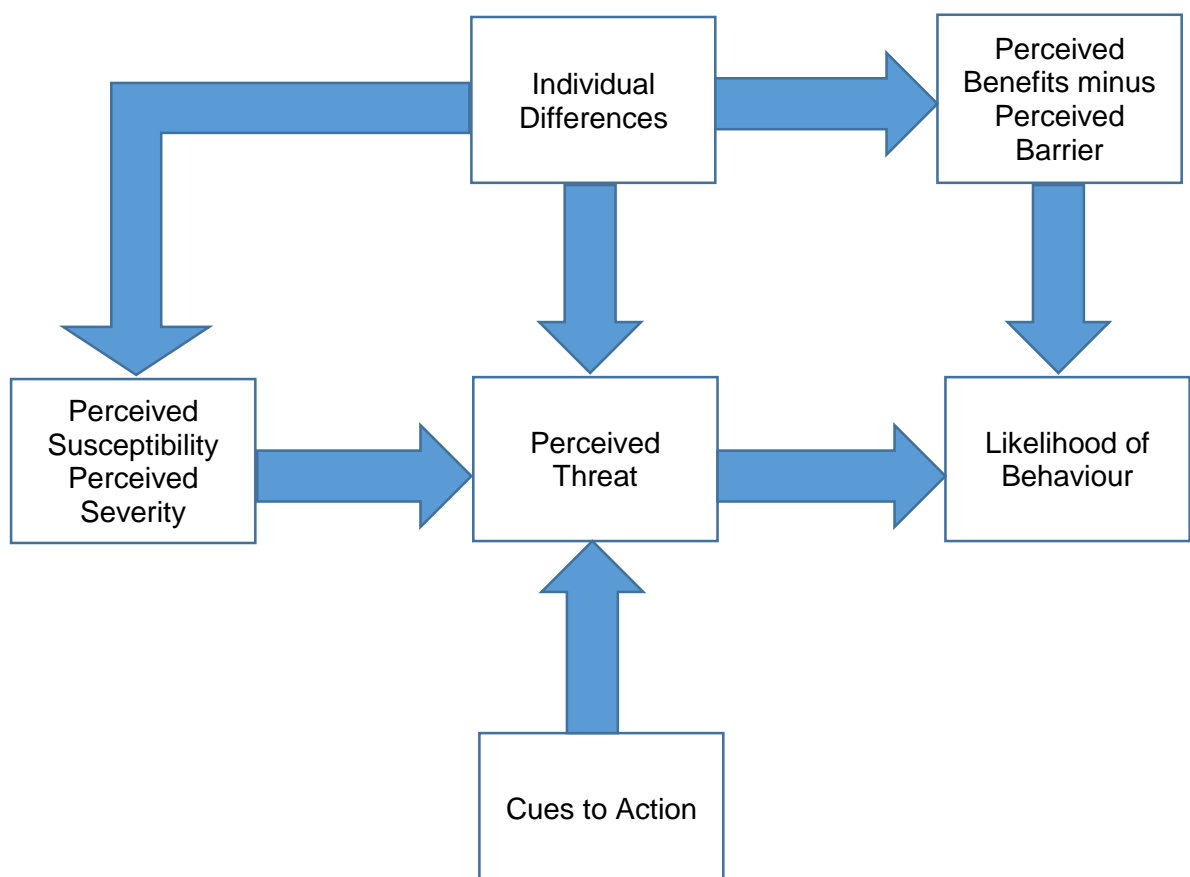 Individual
Differences
Perceived
Benefits minus
Perceived
Barrier
Perceived
Susceptibility
Perceived
Severity
Perceived
Threat
Likelihood of
Behaviour
Cues to Action